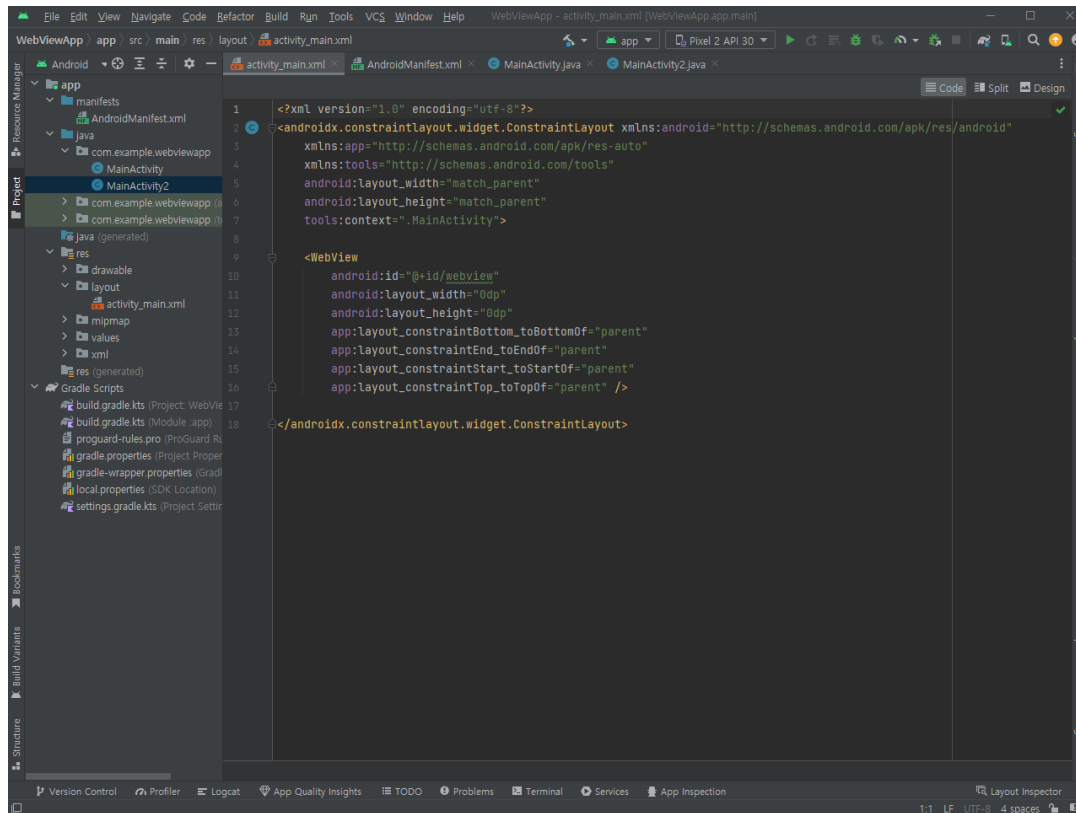 File Edit View Navigate Code Refactor Build Run Tools VCS Window Help WebViewApp – activity_main.xml [WebViewApp.app.main]
WebViewApp app src main res layout activity_main.xml app Pixel 2 API 30
Android activity_main.xml AndroidManifest.xml MainActivity.java MainActivity2.java
Code Split Design
Resource Manager
Project
Bookmarks
Build Variants
Structure
app
manifests
AndroidManifest.xml
java
com.example.webviewapp
MainActivity
MainActivity2
com.example.webviewapp (a
com.example.webviewapp (t
java (generated)
res
drawable
layout
activity_main.xml
mipmap
values
xml
res (generated)
Gradle Scripts
build.gradle.kts (Project: WebVie
build.gradle.kts (Module :app)
proguard-rules.pro (ProGuard Ru
gradle.properties (Project Proper
gradle-wrapper.properties (Gradl
local.properties (SDK Location)
settings.gradle.kts (Project Settir
1 <?xml version="1.0" encoding="utf-8"?>
2 <androidx.constraintlayout.widget.ConstraintLayout xmlns:android="http://schemas.android.com/apk/res/android"
3 xmlns:app="http://schemas.android.com/apk/res-auto"
4 xmlns:tools="http://schemas.android.com/tools"
5 android:layout_width="match_parent"
6 android:layout_height="match_parent"
7 tools:context=".MainActivity">
8
9 <WebView
10 android:id="@+id/webview"
11 android:layout_width="0dp"
12 android:layout_height="0dp"
13 app:layout_constraintBottom_toBottomOf="parent"
14 app:layout_constraintEnd_toEndOf="parent"
15 app:layout_constraintStart_toStartOf="parent"
16 app:layout_constraintTop_toTopOf="parent" />
17
18 </androidx.constraintlayout.widget.ConstraintLayout>
Version Control Profiler Logcat App Quality Insights TODO Problems Terminal Services App Inspection Layout Inspector
1:1 LF UTF-8 4 spaces